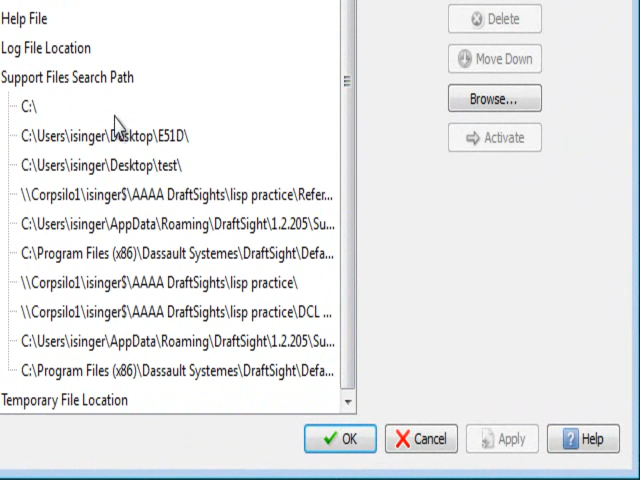 Help File
Log File Location
Support Files Search Path
C:\
C:\Users\isinger\Desktop\E51D\
C:\Users\isinger\Desktop\test\
\\Corpsilo1\isinger$\AAAA DraftSights\lisp practice\Refer...
C:\Users\isinger\AppData\Roaming\DraftSight\1.2.205\Su...
C:\Program Files (x86)\Dassault Systemes\DraftSight\Defa...
\\Corpsilo1\isinger$\AAAA DraftSights\lisp practice\
\\Corpsilo1\isinger$\AAAA DraftSights\lisp practice\DCL ...
C:\Users\isinger\AppData\Roaming\DraftSight\1.2.205\Su...
C:\Program Files (x86)\Dassault Systemes\DraftSight\Defa...
Temporary File Location
Delete
Move Down
Browse...
Activate
OK
Cancel
Apply
Help